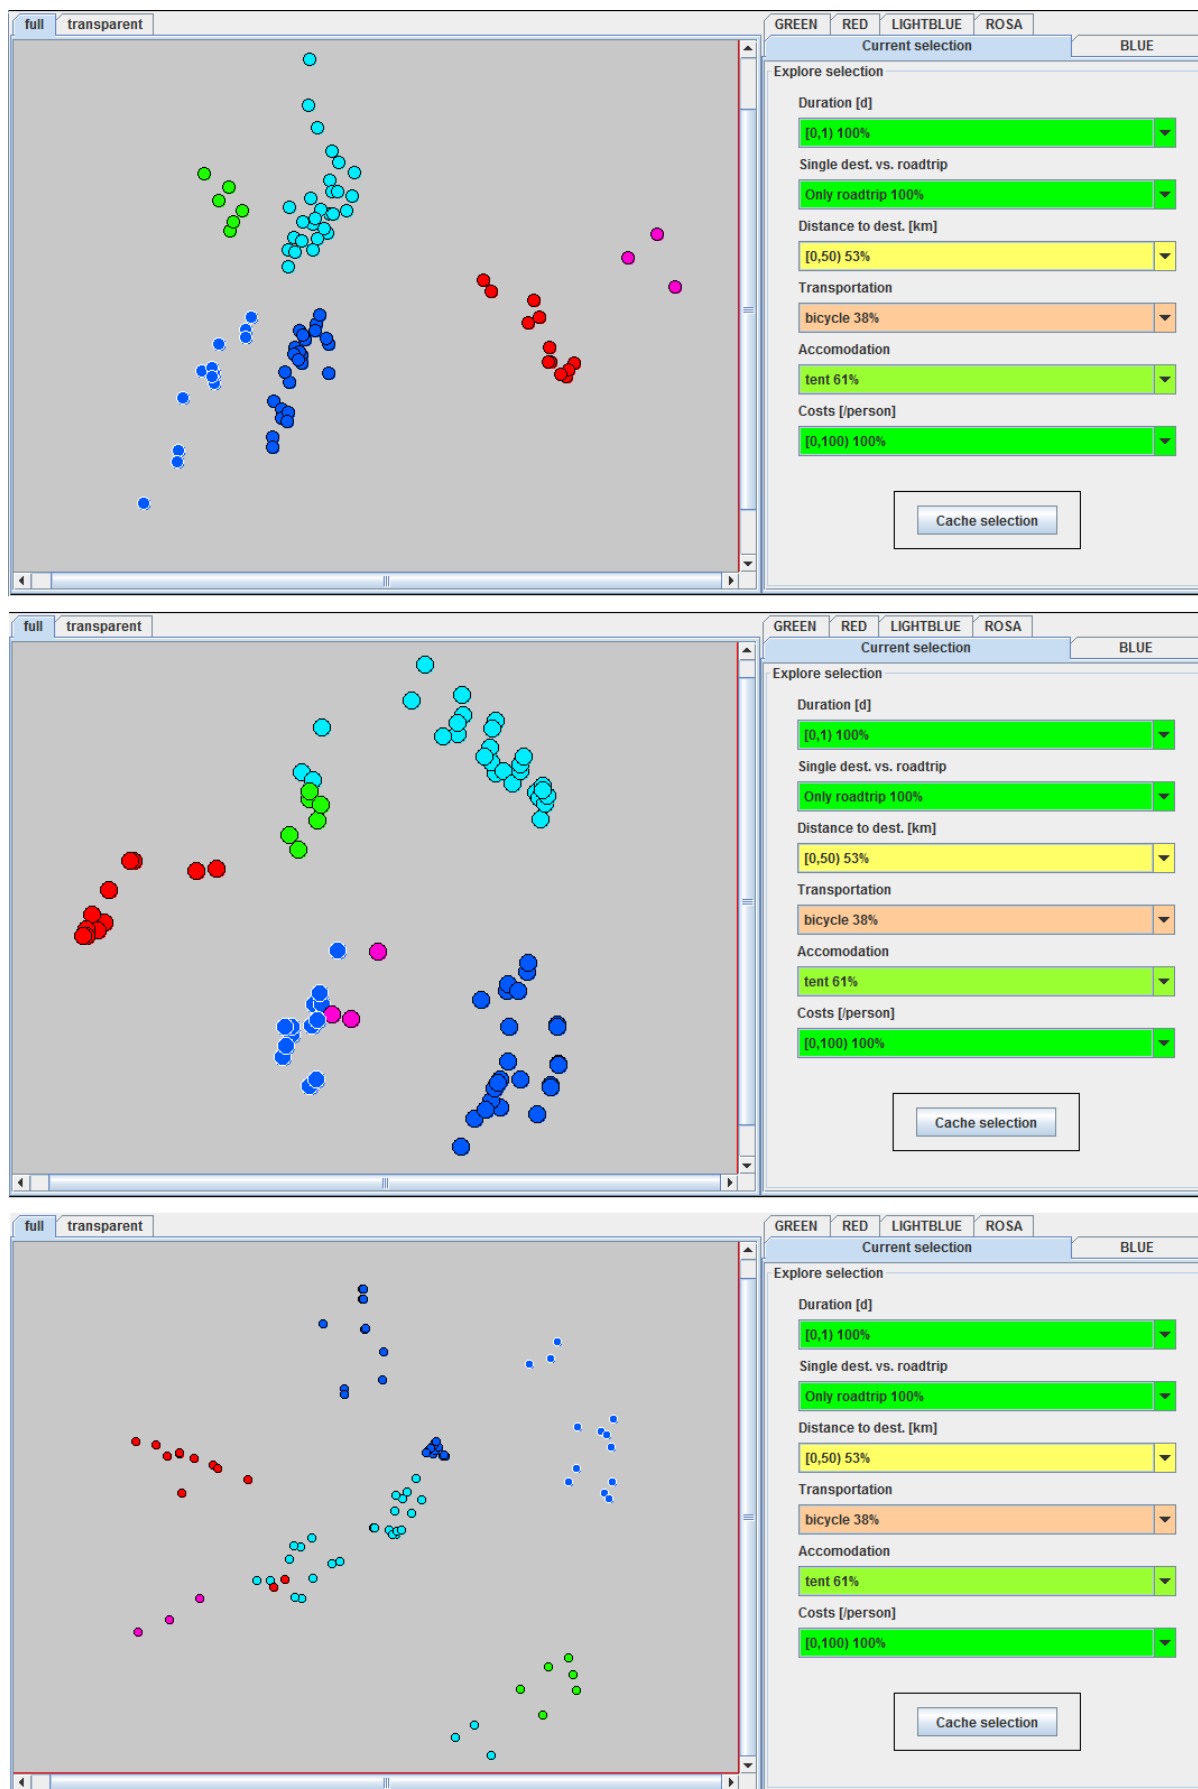 full transparent
GREEN RED LIGHTBLUE ROSA
Current selection BLUE
Explore selection
Duration [d]
[0,1) 100%
Single dest. vs. roadtrip
Only roadtrip 100%
Distance to dest. [km]
[0,50) 53%
Transportation
bicycle 38%
Accomodation
tent 61%
Costs [/person]
[0,100) 100%
Cache selection
full transparent
GREEN RED LIGHTBLUE ROSA
Current selection BLUE
Explore selection
Duration [d]
[0,1) 100%
Single dest. vs. roadtrip
Only roadtrip 100%
Distance to dest. [km]
[0,50) 53%
Transportation
bicycle 38%
Accomodation
tent 61%
Costs [/person]
[0,100) 100%
Cache selection
full transparent
GREEN RED LIGHTBLUE ROSA
Current selection BLUE
Explore selection
Duration [d]
[0,1) 100%
Single dest. vs. roadtrip
Only roadtrip 100%
Distance to dest. [km]
[0,50) 53%
Transportation
bicycle 38%
Accomodation
tent 61%
Costs [/person]
[0,100) 100%
Cache selection